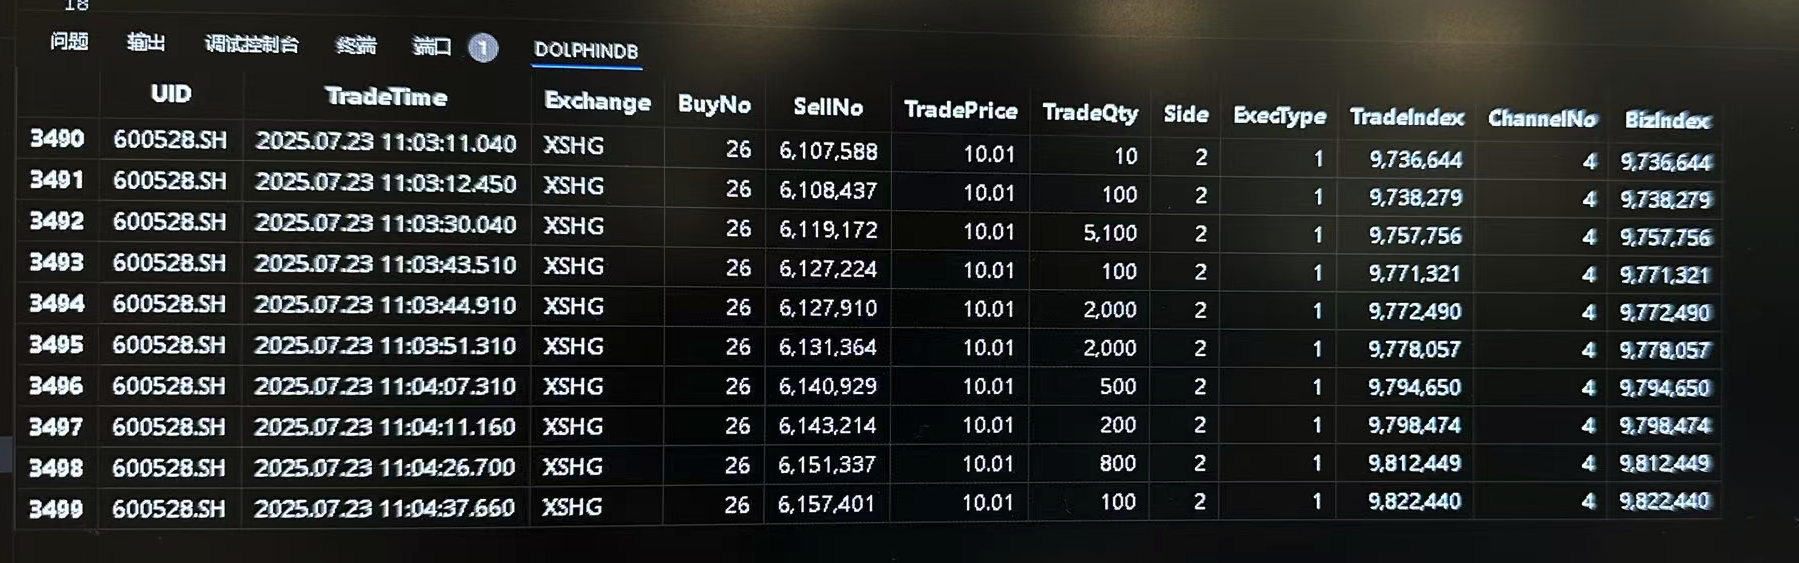 18
问题 输出 调试控制台 终端 端口 1 DOLPHINDB
UID TradeTime Exchange BuyNo SellNo TradePrice TradeQty Side ExecType TradeIndex ChannelNo BizIndex
3490 600528.SH 2025.07.23 11:03:11.040 XSHG 26 6,107,588 10.01 10 2 1 9,736,644 4 9,736,644
3491 600528.SH 2025.07.23 11:03:12.450 XSHG 26 6,108,437 10.01 100 2 1 9,738,279 4 9,738,279
3492 600528.SH 2025.07.23 11:03:30.040 XSHG 26 6,119,172 10.01 5,100 2 1 9,757,756 4 9,757,756
3493 600528.SH 2025.07.23 11:03:43.510 XSHG 26 6,127,224 10.01 100 2 1 9,771,321 4 9,771,321
3494 600528.SH 2025.07.23 11:03:44.910 XSHG 26 6,127,910 10.01 2,000 2 1 9,772,490 4 9,772,490
3495 600528.SH 2025.07.23 11:03:51.310 XSHG 26 6,131,364 10.01 2,000 2 1 9,778,057 4 9,778,057
3496 600528.SH 2025.07.23 11:04:07.310 XSHG 26 6,140,929 10.01 500 2 1 9,794,650 4 9,794,650
3497 600528.SH 2025.07.23 11:04:11.160 XSHG 26 6,143,214 10.01 200 2 1 9,798,474 4 9,798,474
3498 600528.SH 2025.07.23 11:04:26.700 XSHG 26 6,151,337 10.01 800 2 1 9,812,449 4 9,812,449
3499 600528.SH 2025.07.23 11:04:37.660 XSHG 26 6,157,401 10.01 100 2 1 9,822,440 4 9,822,440